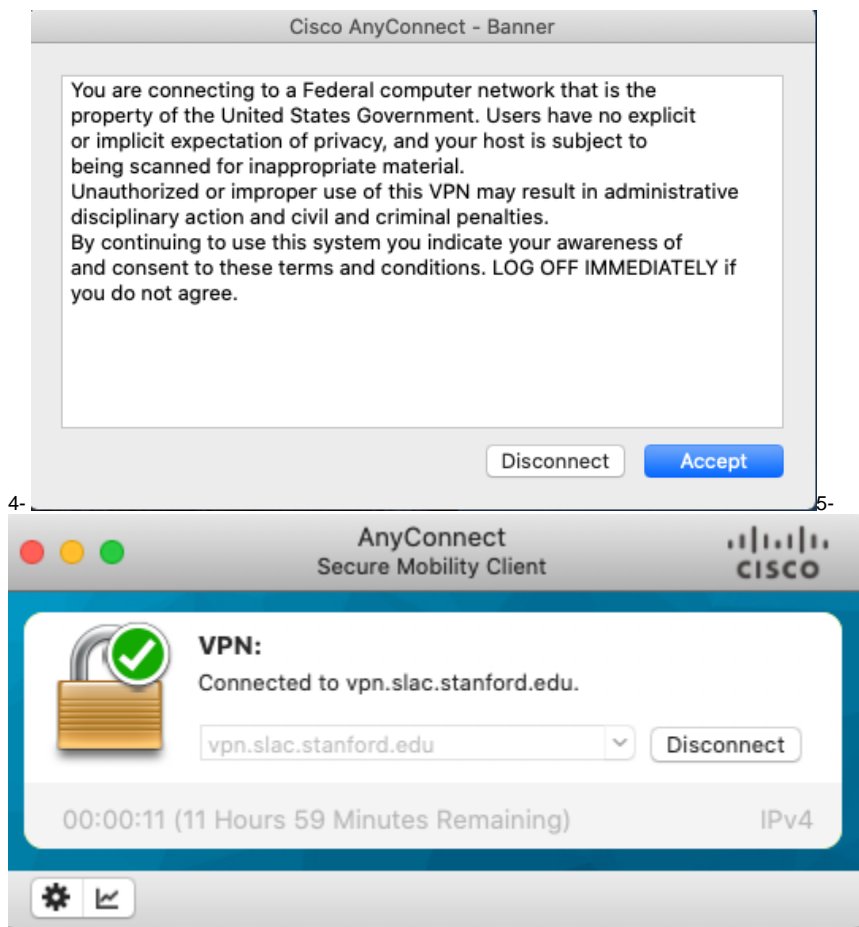 Cisco AnyConnect - Banner
You are connecting to a Federal computer network that is the
property of the United States Government. Users have no explicit
or implicit expectation of privacy, and your host is subject to
being scanned for inappropriate material.
Unauthorized or improper use of this VPN may result in administrative
disciplinary action and civil and criminal penalties.
By continuing to use this system you indicate your awareness of
and consent to these terms and conditions. LOG OFF IMMEDIATELY if
you do not agree.
Disconnect Accept
4- 5-
AnyConnect
Secure Mobility Client
CISCO
VPN:
Connected to vpn.slac.stanford.edu.
vpn.slac.stanford.edu Disconnect
00:00:11 (11 Hours 59 Minutes Remaining) IPv4